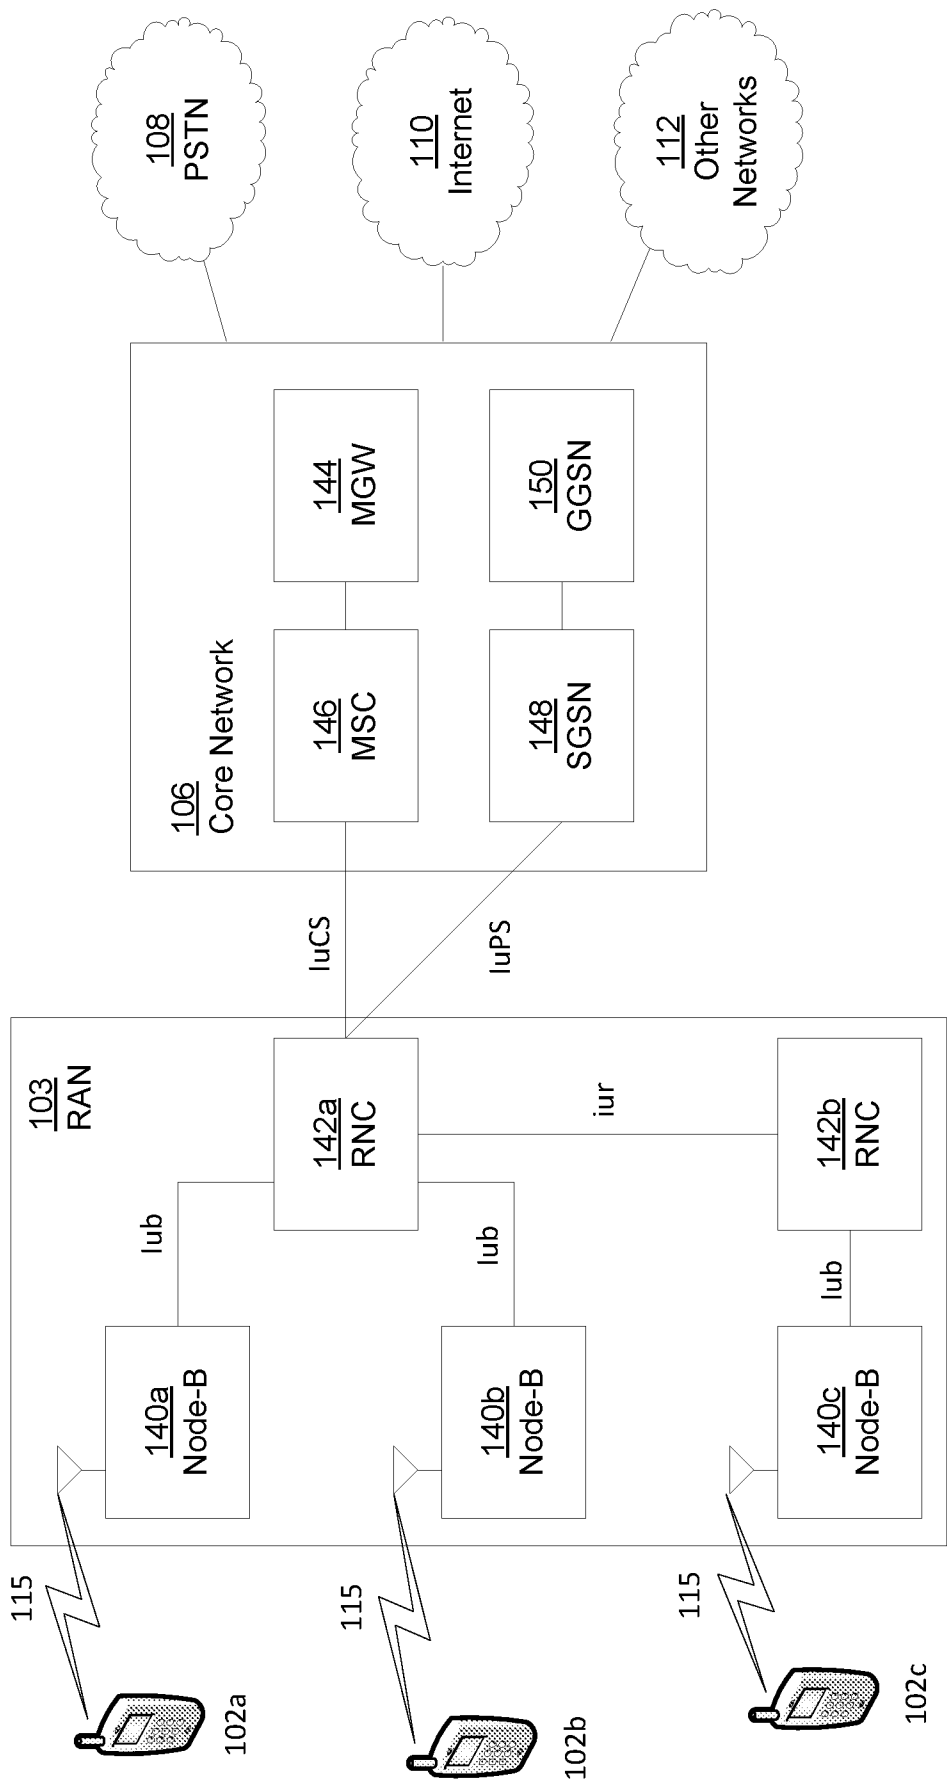 108
PSTN
110
Internet
112
Other
Networks
106
Core Network
144
MGW
146
MSC
150
GGSN
148
SGSN
IuCS
IuPS
103
RAN
142a
RNC
iur
142b
RNC
Iub
Iub
Iub
140a
Node-B
140b
Node-B
140c
Node-B
115
115
115
102a
102b
102c